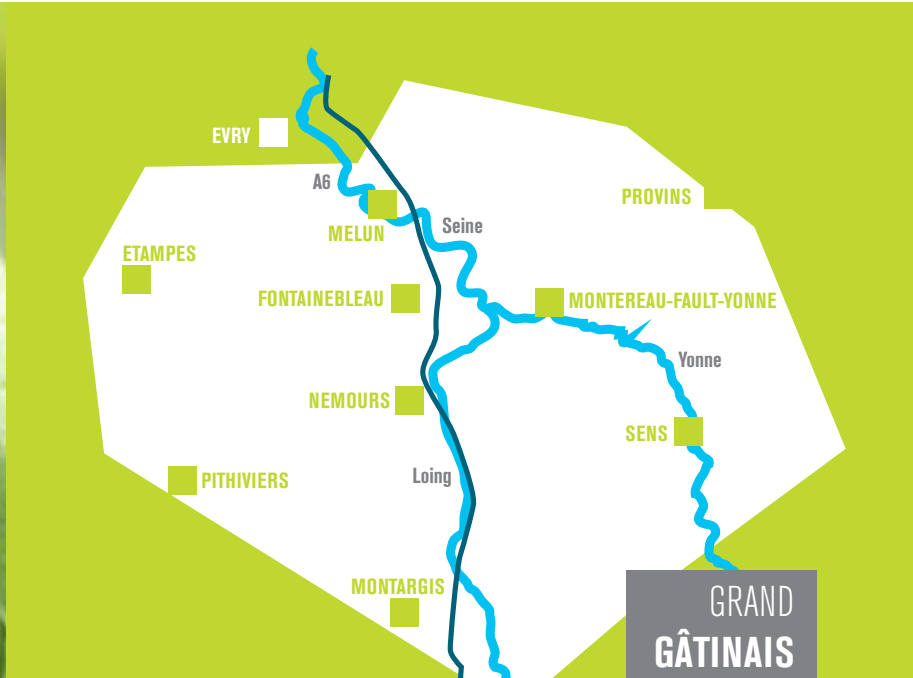 EVRY
A6
PROVINS
MELUN
Seine
ETAMPES
FONTAINEBLEAU
MONTEREAU-FAULT-YONNE
Yonne
NEMOURS
SENS
Loing
PITHIVIERS
MONTARGIS
GRAND
GÂTINAIS